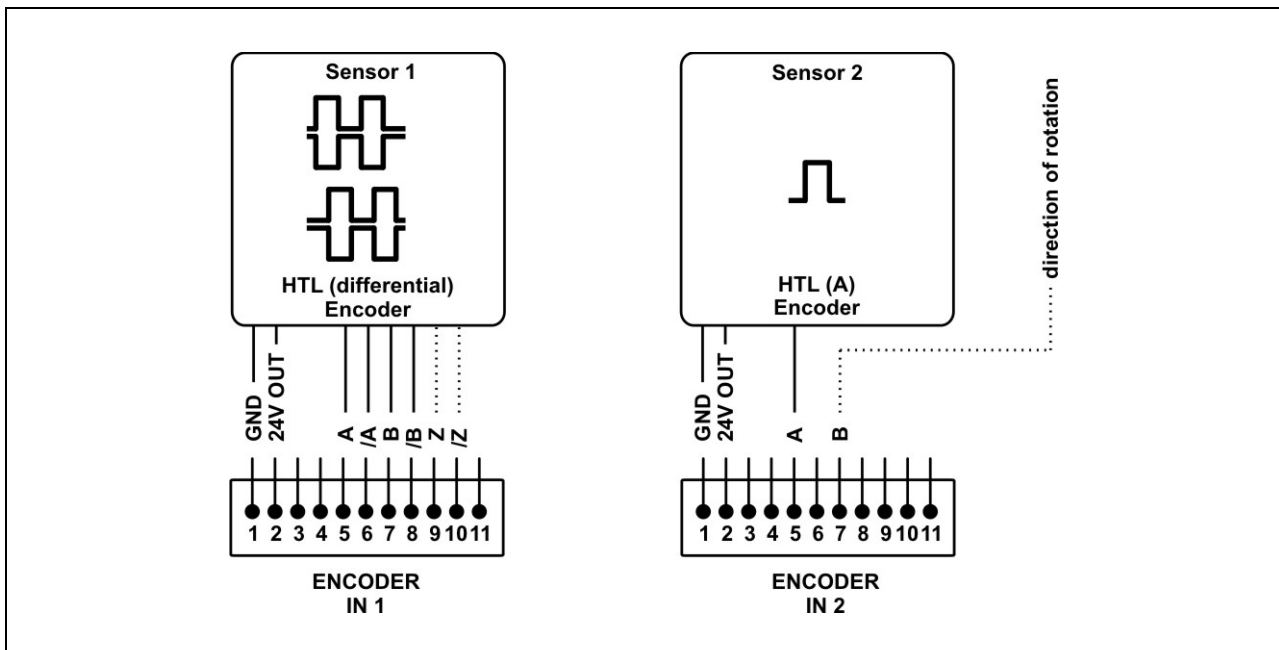 Sensor 1
HTL (differential)
Encoder
GND
24V OUT
A
/A
B
/B
Z
/Z
1 2 3 4 5 6 7 8 9 10 11
ENCODER
IN 1
Sensor 2
HTL (A)
Encoder
direction of rotation
GND
24V OUT
A
B
1 2 3 4 5 6 7 8 9 10 11
ENCODER
IN 2